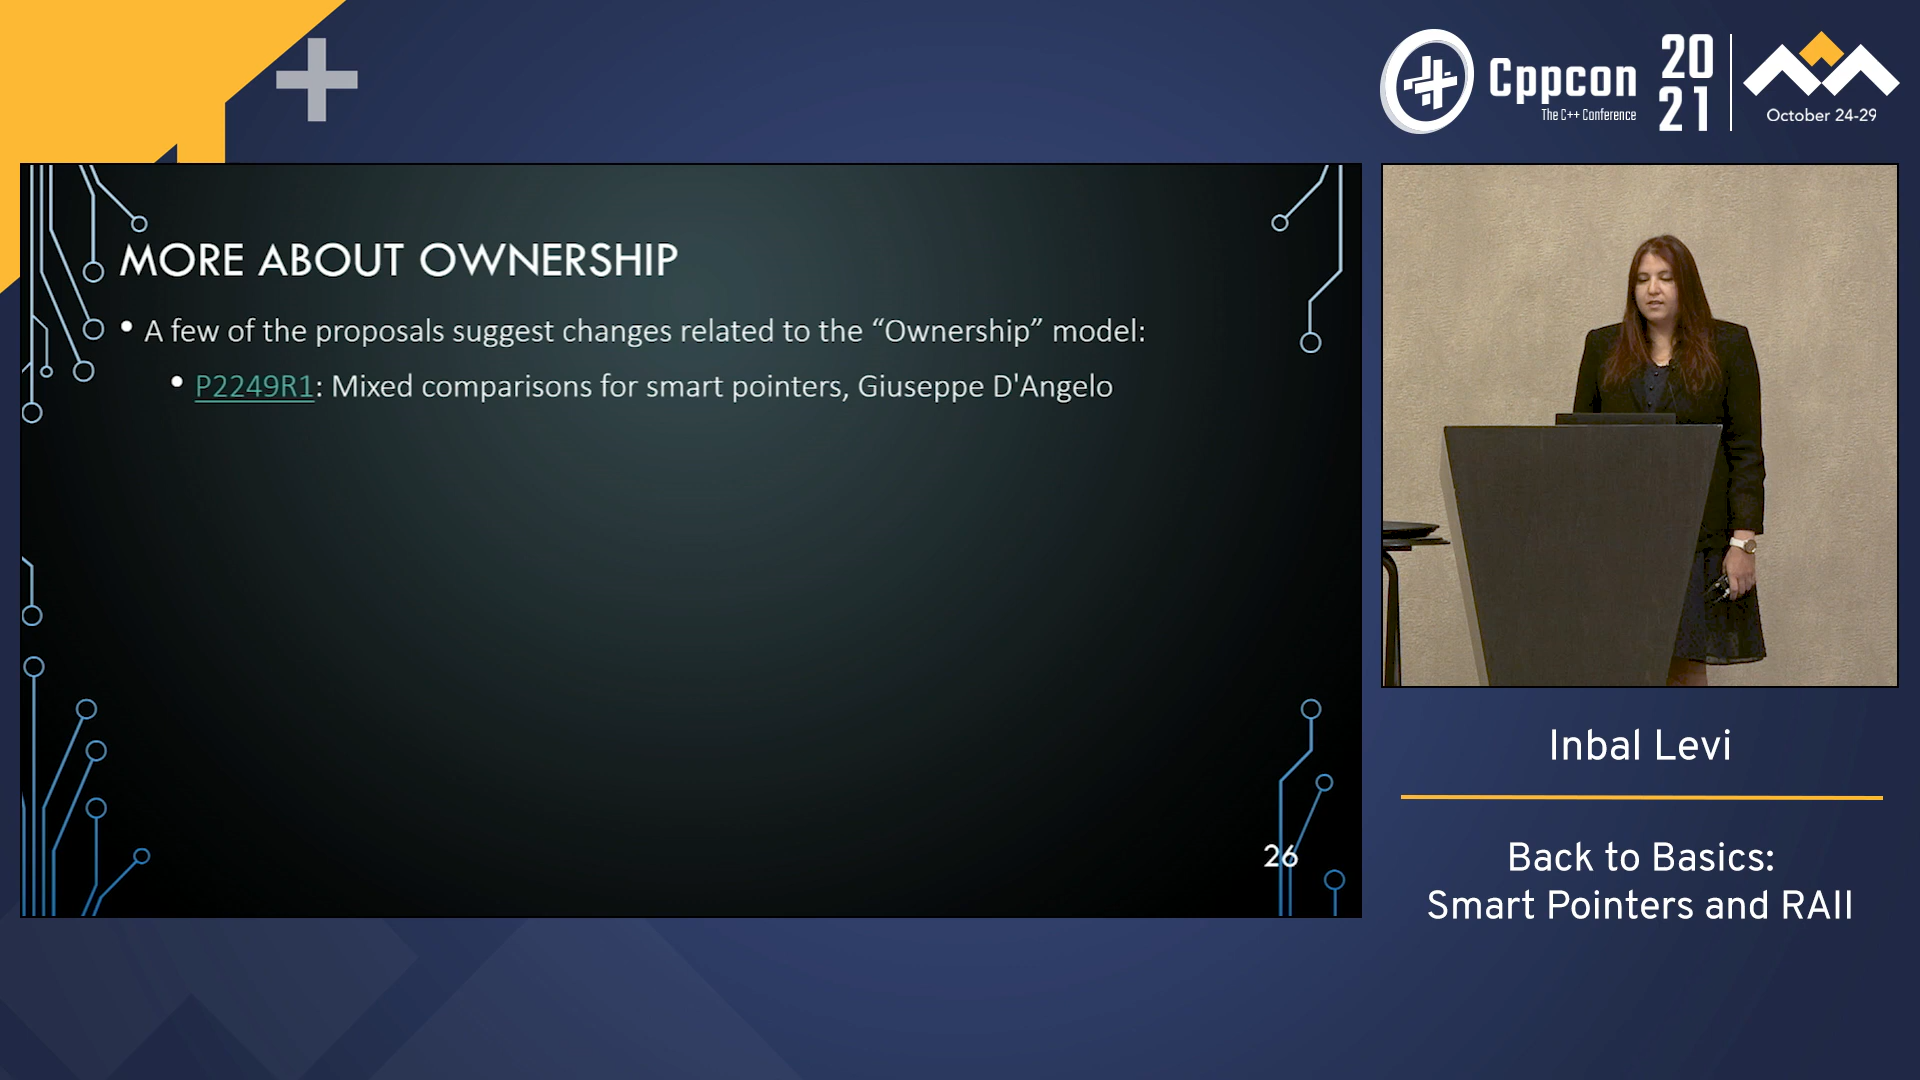 Cppcon
The C++ Conference
20
21
October 24-29
MORE ABOUT OWNERSHIP
• A few of the proposals suggest changes related to the “Ownership” model:
• P2249R1: Mixed comparisons for smart pointers, Giuseppe D'Angelo
26
Inbal Levi
Back to Basics:
Smart Pointers and RAII